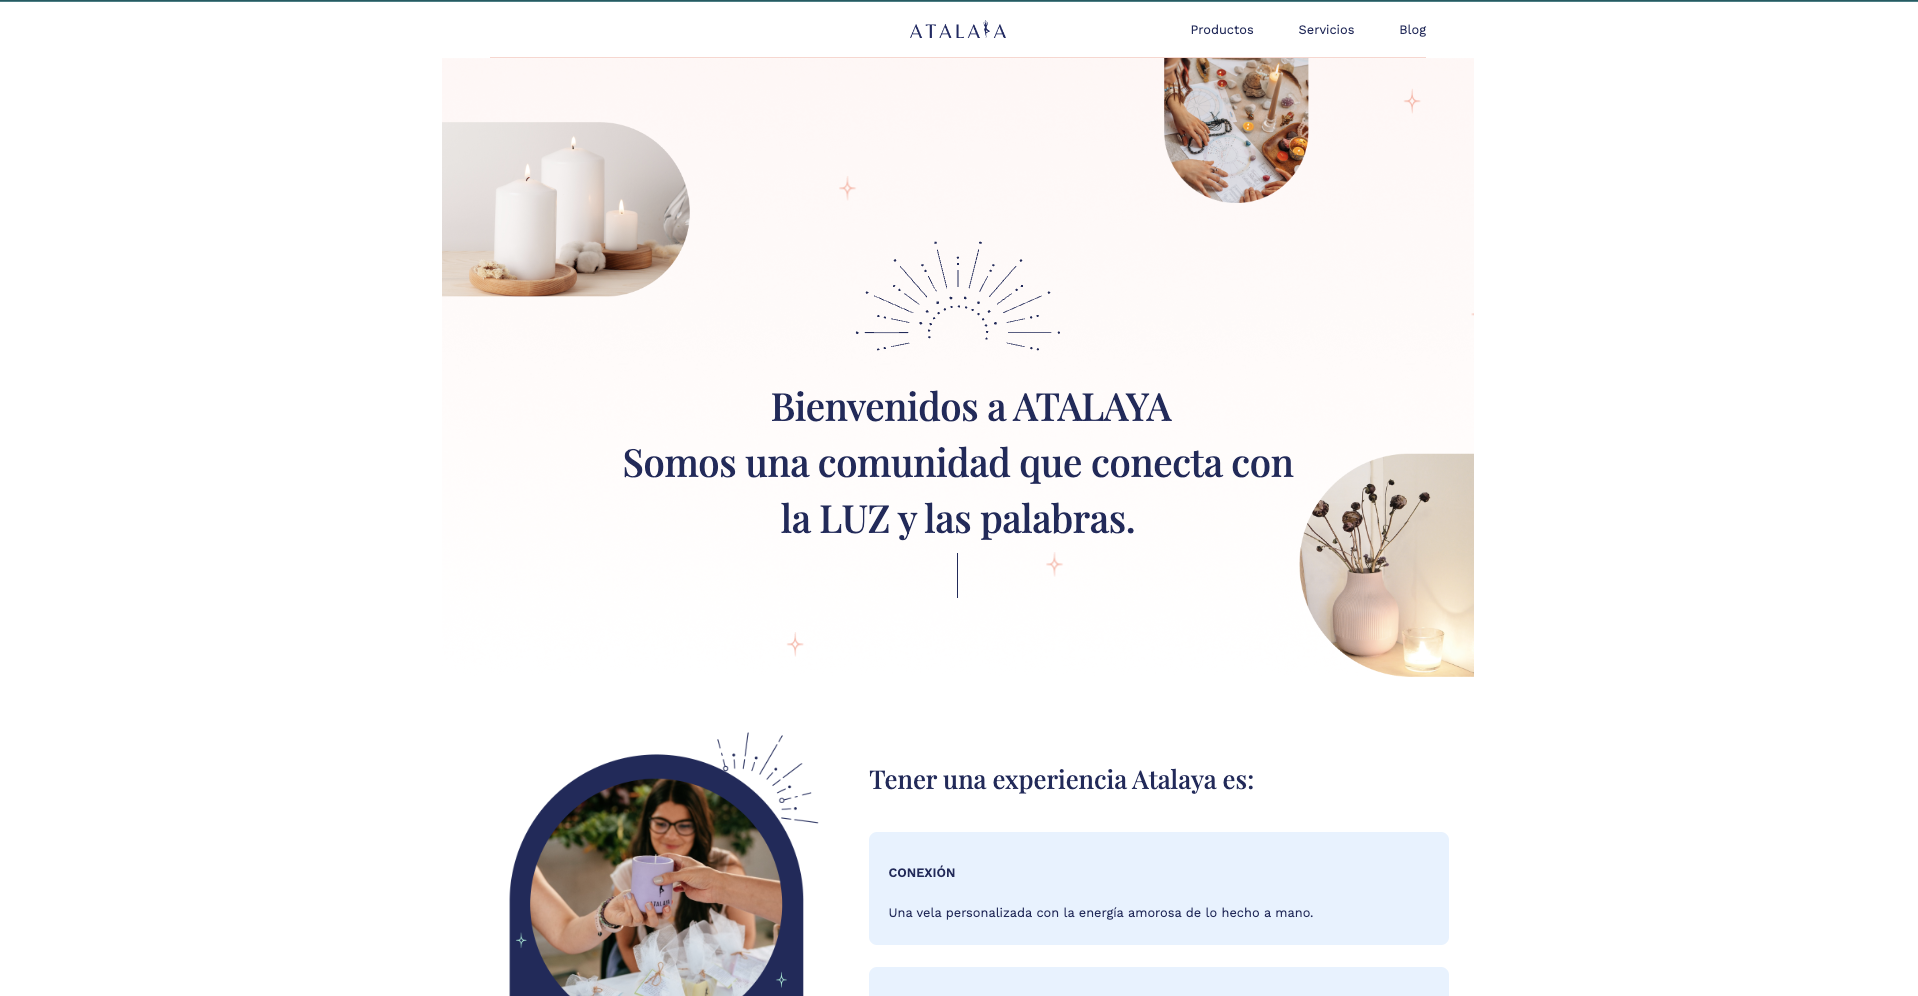 ATALAYA
Productos
Servicios
Blog
Bienvenidos a ATALAYA
Somos una comunidad que conecta con
la LUZ y las palabras.
Tener una experiencia Atalaya es:
CONEXIÓN
Una vela personalizada con la energía amorosa de lo hecho a mano.
ATALAYA